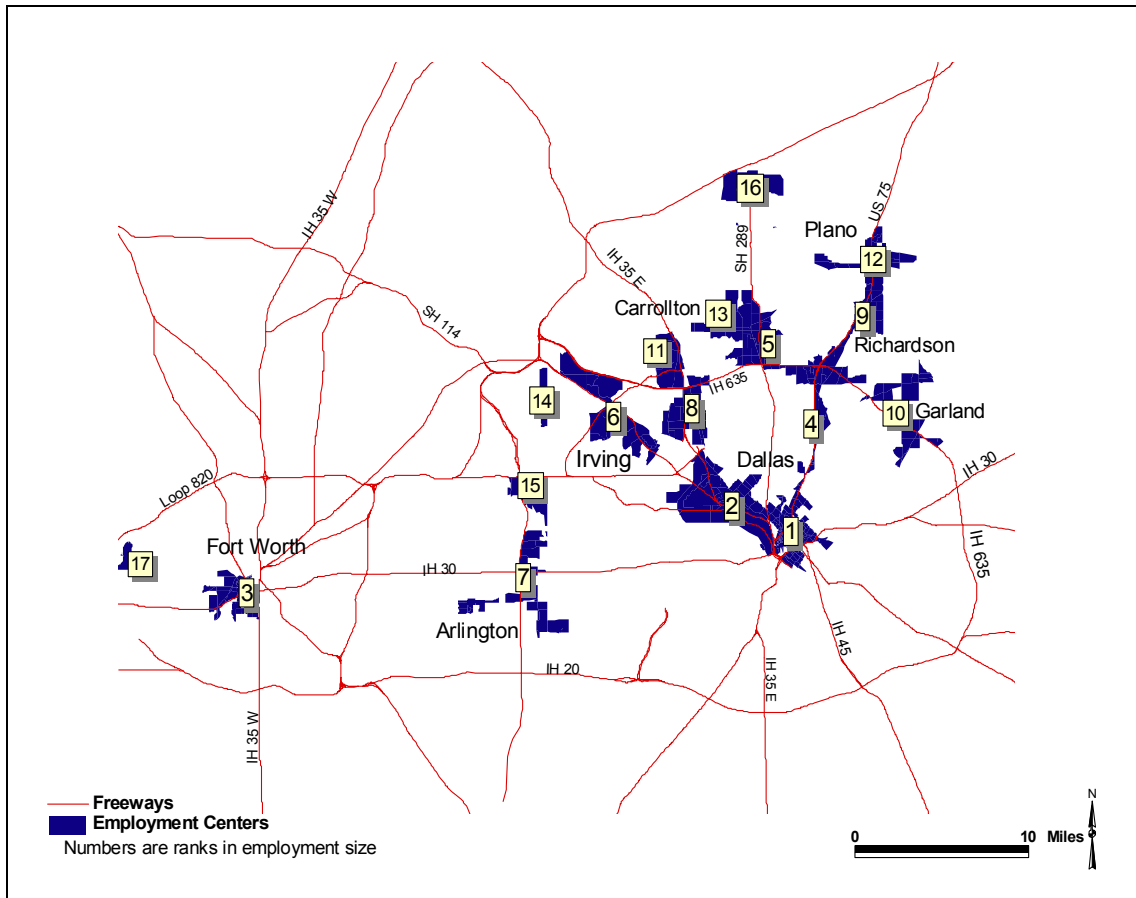 16
US 75
IH 35 W
Plano
SH 289
12
IH 35 E
Carrollton
13
9
SH 114
5
Richardson
11
IH 635
14
8
10
Garland
6
4
Irving
Dallas
IH 30
Loop 820
15
2
1
Fort Worth
IH 635
17
IH 30
7
3
Arlington
IH 45
IH 20
IH 35 E
IH 35 W
Freeways
Employment Centers
Numbers are ranks in employment size
N
0 10 Miles